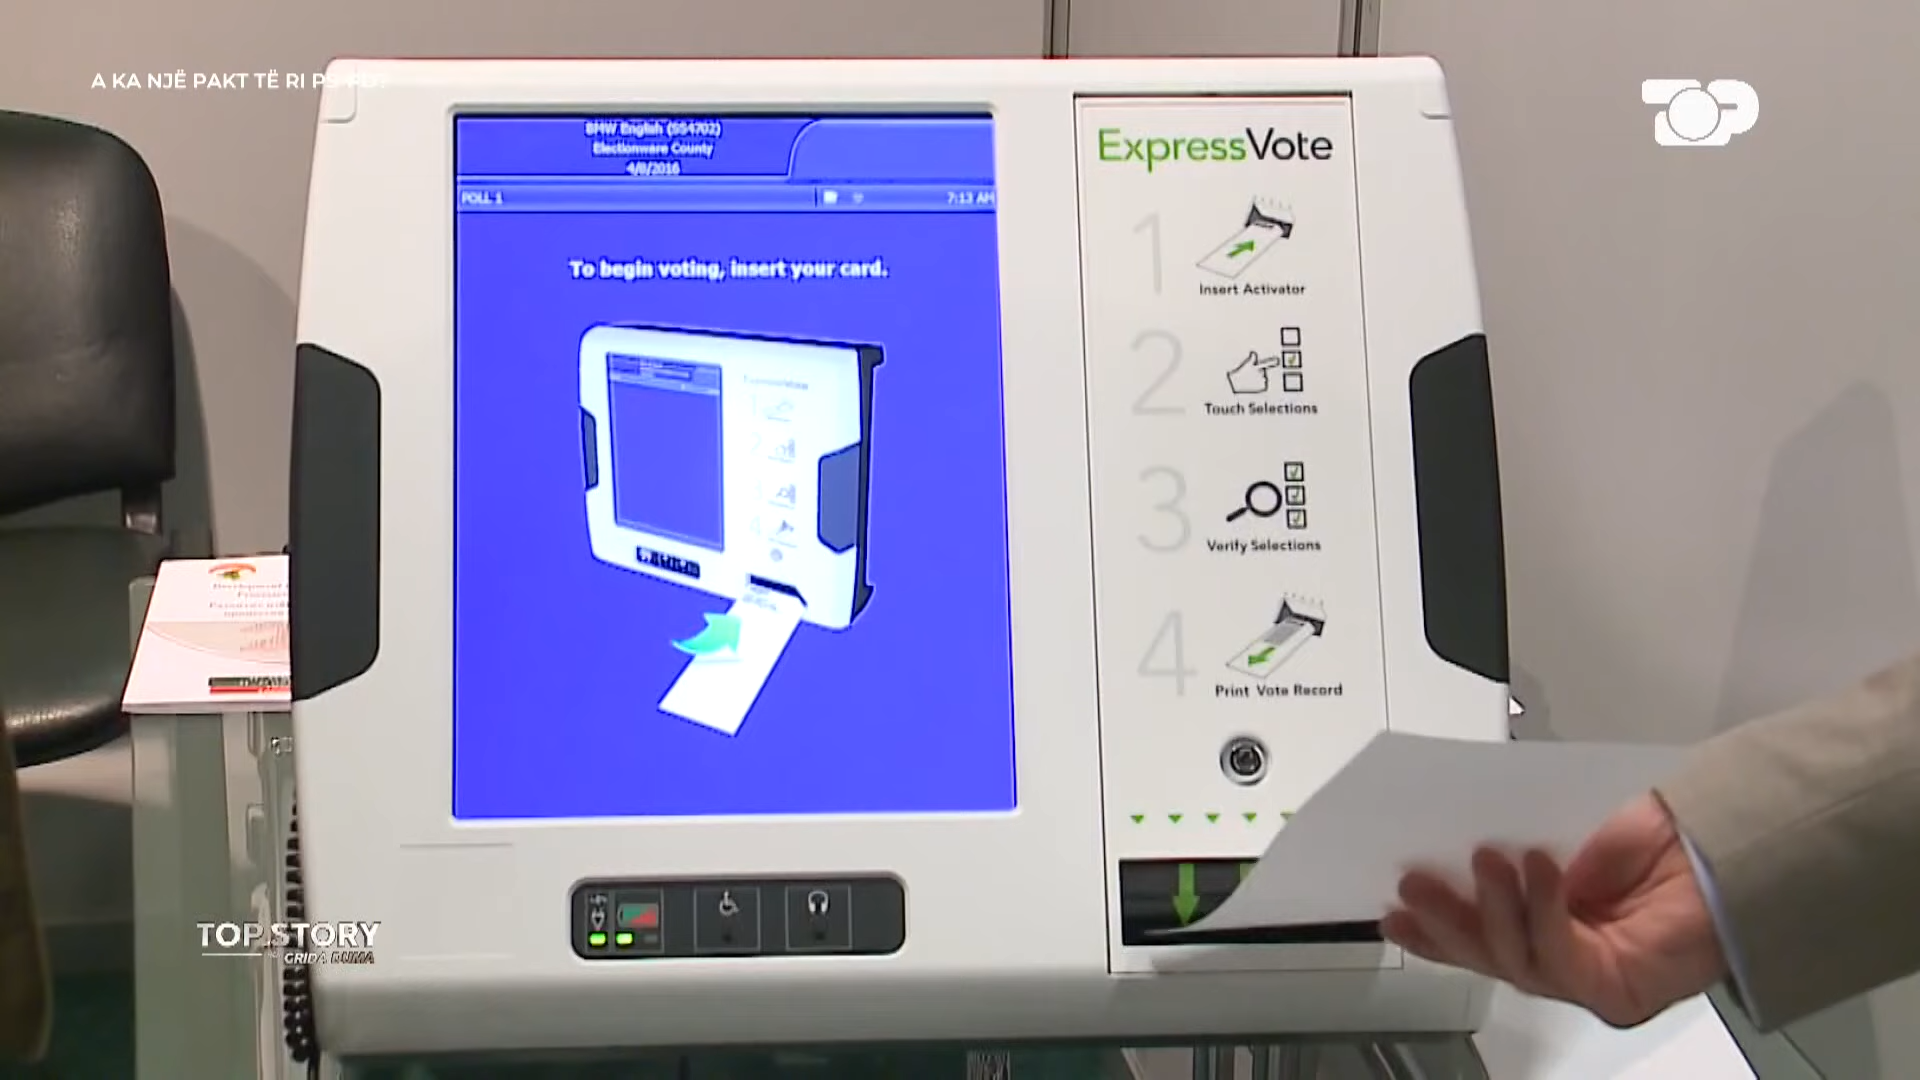 A KA NJË PAKT TË RI PS-PD?
TOP
BMW English (SS4702)
Electionware County
4/8/2016
POLL 1
7:13 AM
To begin voting, insert your card.
ExpressVote
1
Insert Activator
2
Touch Selections
3
Verify Selections
4
Print Vote Record
TOP STORY
GRIDA DUMA